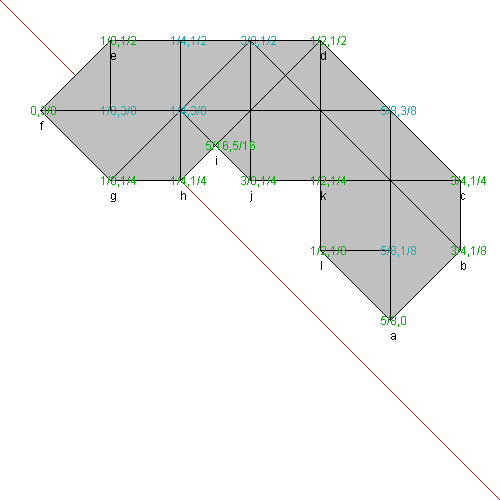 1/8,1/2 1/4,1/2 3/8,1/2 1/2,1/2
e d
0,3/8 1/8,3/8 1/4,3/8 5/8,3/8
f
5/16,5/16
i
1/8,1/4 1/4,1/4 3/8,1/4 1/2,1/4 3/4,1/4
g h j k c
1/2,1/8 5/8,1/8 3/4,1/8
l b
5/8,0
a